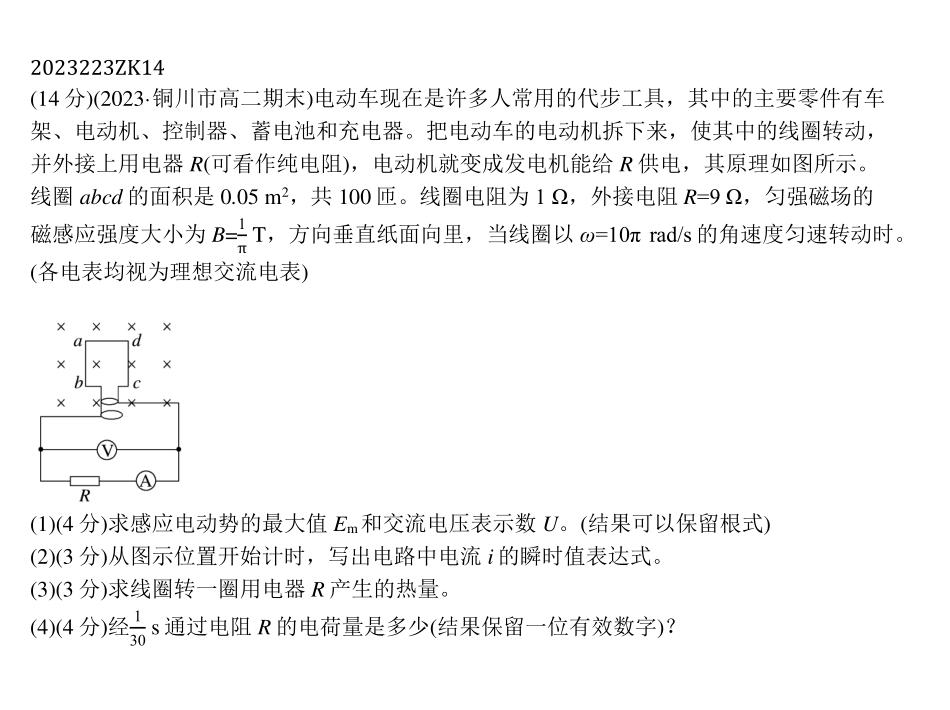 2023223ZK14
(14 分)(2023·铜川市高二期末)电动车现在是许多人常用的代步工具，其中的主要零件有车
架、电动机、控制器、蓄电池和充电器。把电动车的电动机拆下来，使其中的线圈转动，
并外接上用电器 R(可看作纯电阻)，电动机就变成发电机能给 R 供电，其原理如图所示。
线圈 abcd 的面积是 0.05 m²，共 100 匝。线圈电阻为 1 Ω，外接电阻 R=9 Ω，匀强磁场的
磁感应强度大小为 B=1/π T，方向垂直纸面向里，当线圈以 ω=10π rad/s 的角速度匀速转动时。
(各电表均视为理想交流电表)
× × × ×
a d
× × × ×
b c
× × × ×
V
A
R
(1)(4 分)求感应电动势的最大值 Em 和交流电压表示数 U。(结果可以保留根式)
(2)(3 分)从图示位置开始计时，写出电路中电流 i 的瞬时值表达式。
(3)(3 分)求线圈转一圈用电器 R 产生的热量。
(4)(4 分)经1/30 s 通过电阻 R 的电荷量是多少(结果保留一位有效数字)?